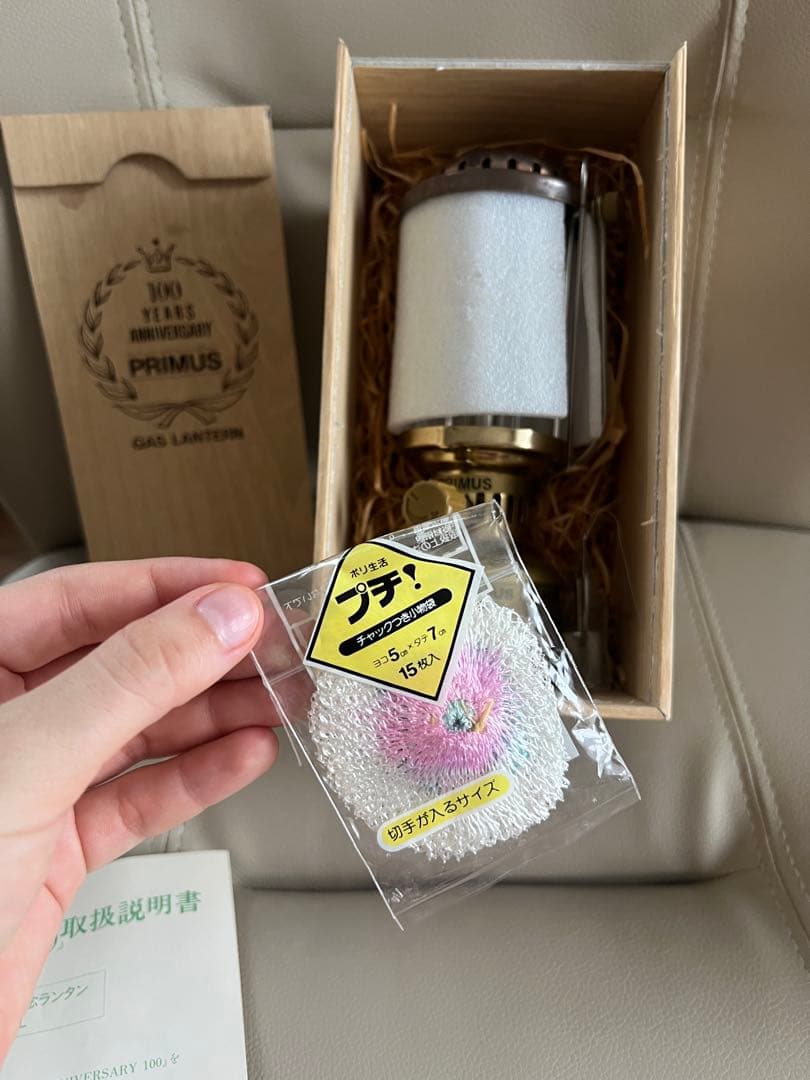 100
YEARS
ANNIVERSARY
PRIMUS
GAS LANTERN
PRIMUS
ポリ生活
プチ!
チャックつき小物袋
ヨコ5cm×タテ7cm
15枚入
切手が入るサイズ
取扱説明書
ランタン
ANNIVERSARY 100」を